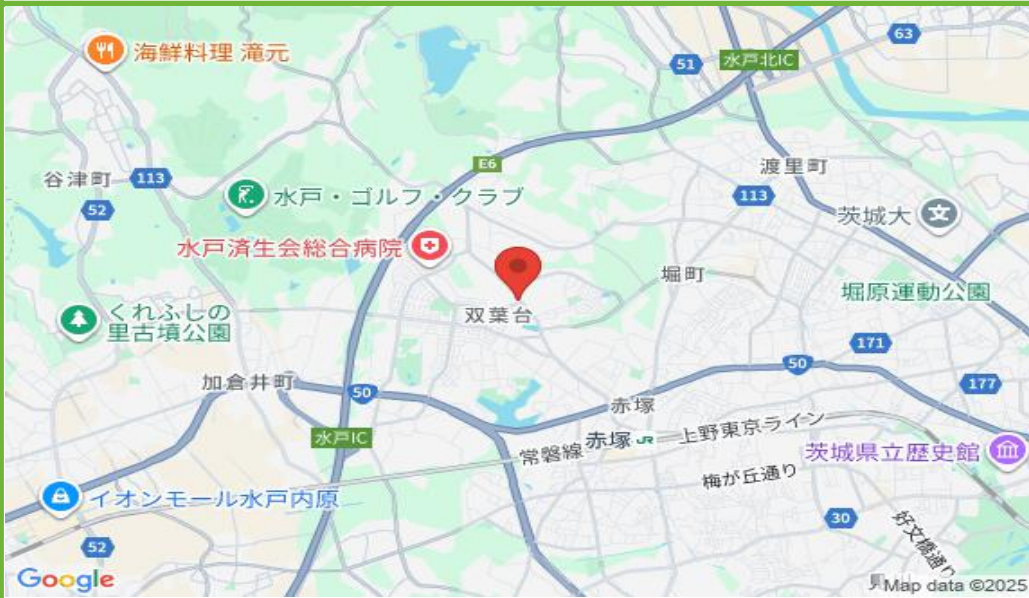 海鮮料理 滝元
63
51
水戸北IC
E6
渡里町
谷津町
113
水戸・ゴルフ・クラブ
113
52
茨城大
水戸済生会総合病院
堀町
堀原運動公園
くれふしの
里古墳公園
双葉台
171
50
加倉井町
50
177
赤塚
水戸IC
赤塚 JR
上野東京ライン
常磐線
茨城県立歴史館
梅が丘通り
イオンモール水戸内原
30
好文橋通り
52
Google
Map data ©2025